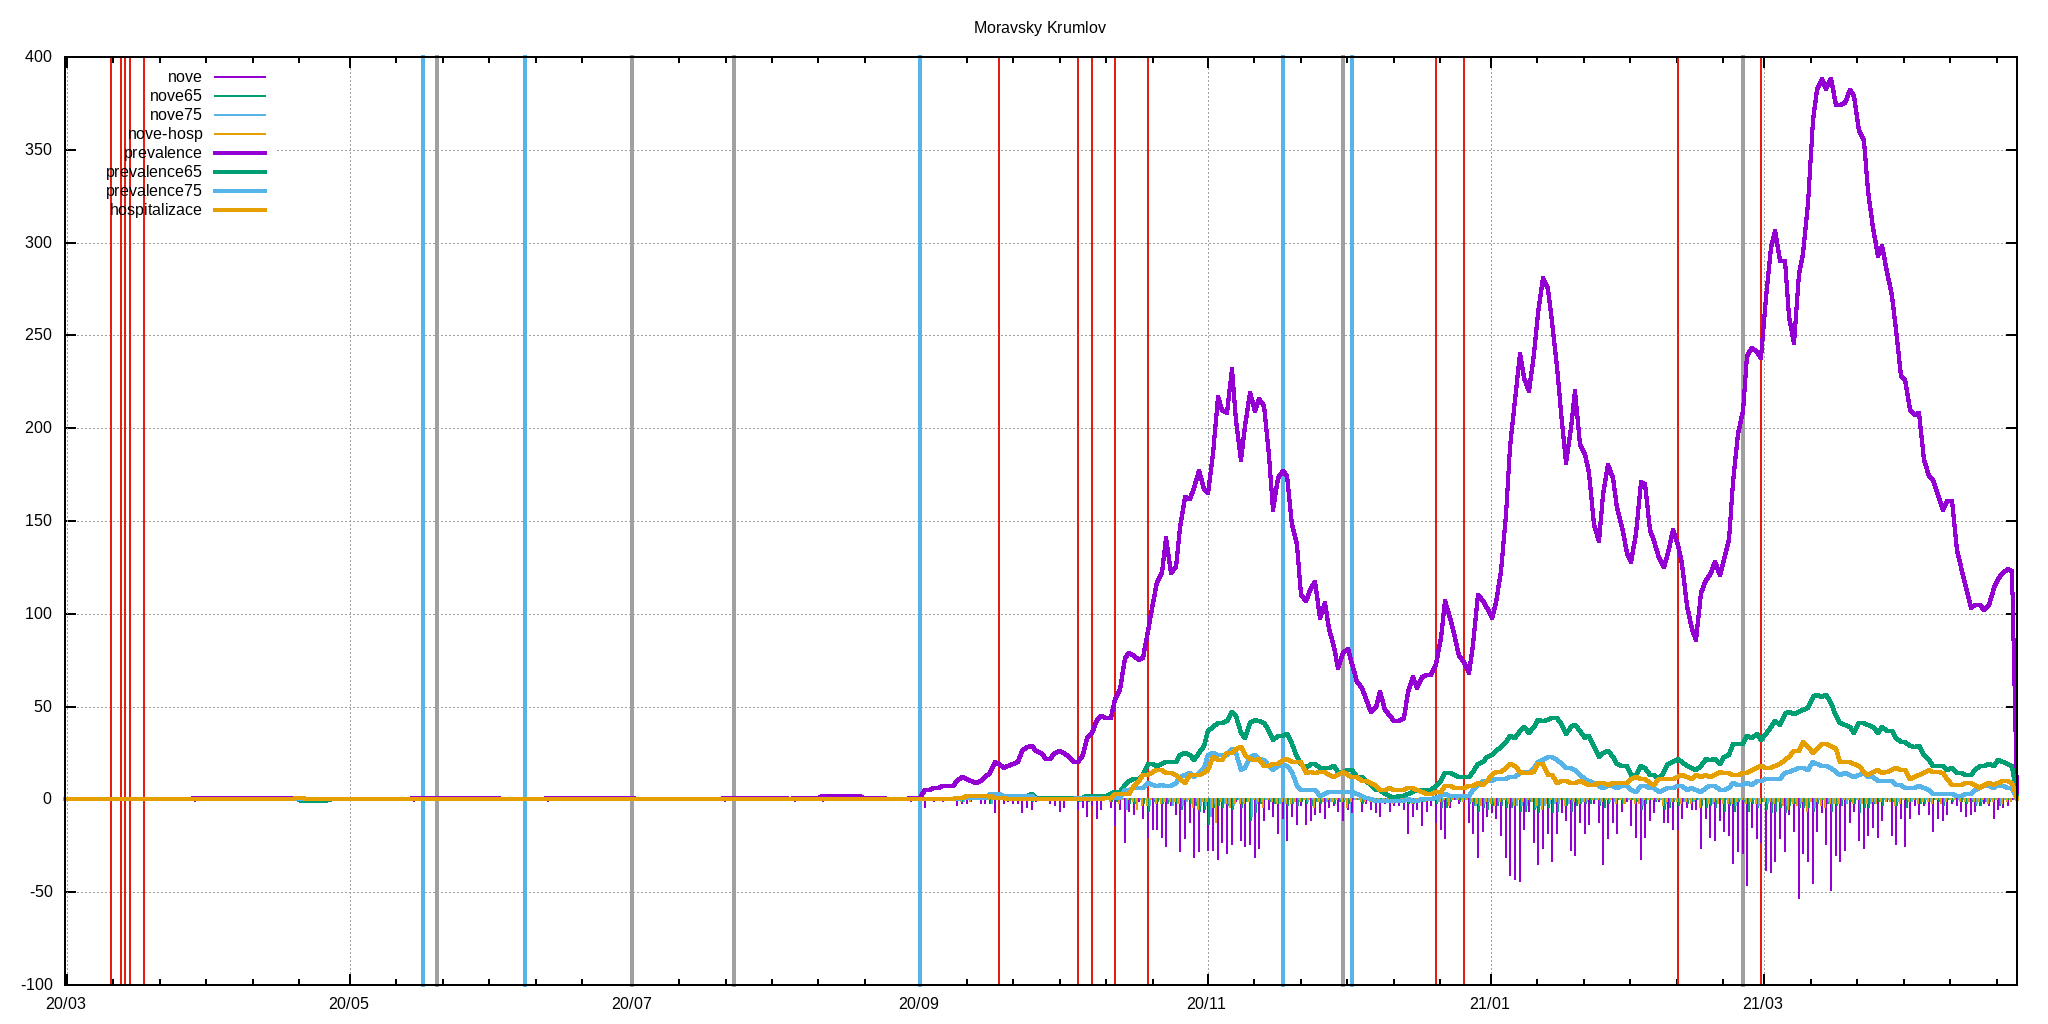 Moravsky Krumlov
400
350
300
250
200
150
100
50
0
-50
-100
nove
nove65
nove75
nove-hosp
prevalence
prevalence65
prevalence75
hospitalizace
20/03
20/05
20/07
20/09
20/11
21/01
21/03